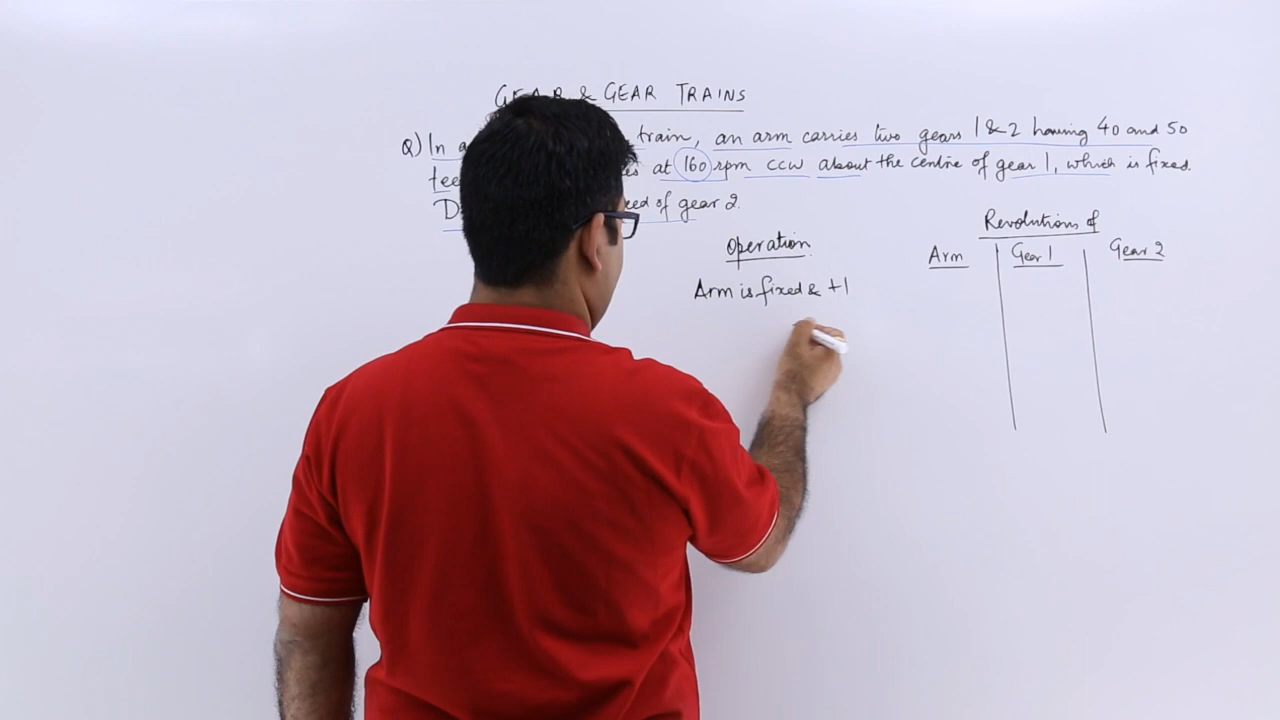 GEAR & GEAR TRAINS
Q) In a train, an arm carries two gears 1 & 2 having 40 and 50
at 160 rpm ccw about the centre of gear 1, which is fixed.
of gear 2.
Operation
Revolutions of
Arm Gear 1 Gear 2
Arm is fixed & +1